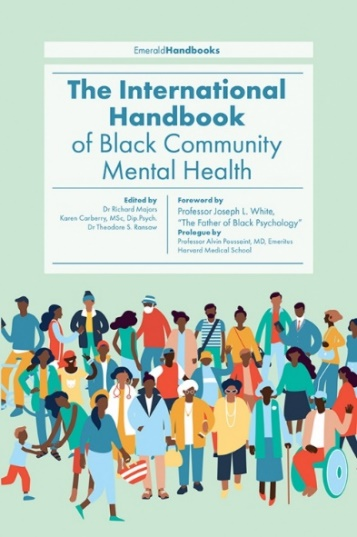 EmeraldHandbooks
The International
Handbook
of Black Community
Mental Health
Edited by
Dr Richard Majors
Karen Carberry, MSc, Dip.Psych.
Dr Theodore S. Ransaw
Foreword by
Professor Joseph L. White,
"The Father of Black Psychology"
Prologue by
Professor Alvin Poussaint, MD, Emeritus
Harvard Medical School